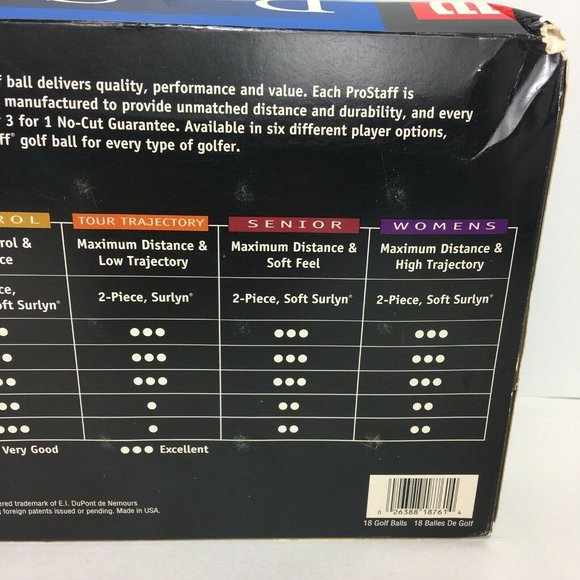 f ball delivers quality, performance and value. Each ProStaff is
manufactured to provide unmatched distance and durability, and every
3 for 1 No-Cut Guarantee. Available in six different player options,
ff® golf ball for every type of golfer.
ROL TOUR TRAJECTORY SENIOR WOMENS
rol & Maximum Distance & Maximum Distance & Maximum Distance &
ce Low Trajectory Soft Feel High Trajectory
ce, 2-Piece, Surlyn® 2-Piece, Soft Surlyn® 2-Piece, Soft Surlyn®
oft Surlyn®
Very Good ●●● Excellent
ered trademark of E.I. DuPont de Nemours
g foreign patents issued or pending. Made in USA.
0 26388 18761 4
18 Golf Balls 18 Balles De Golf